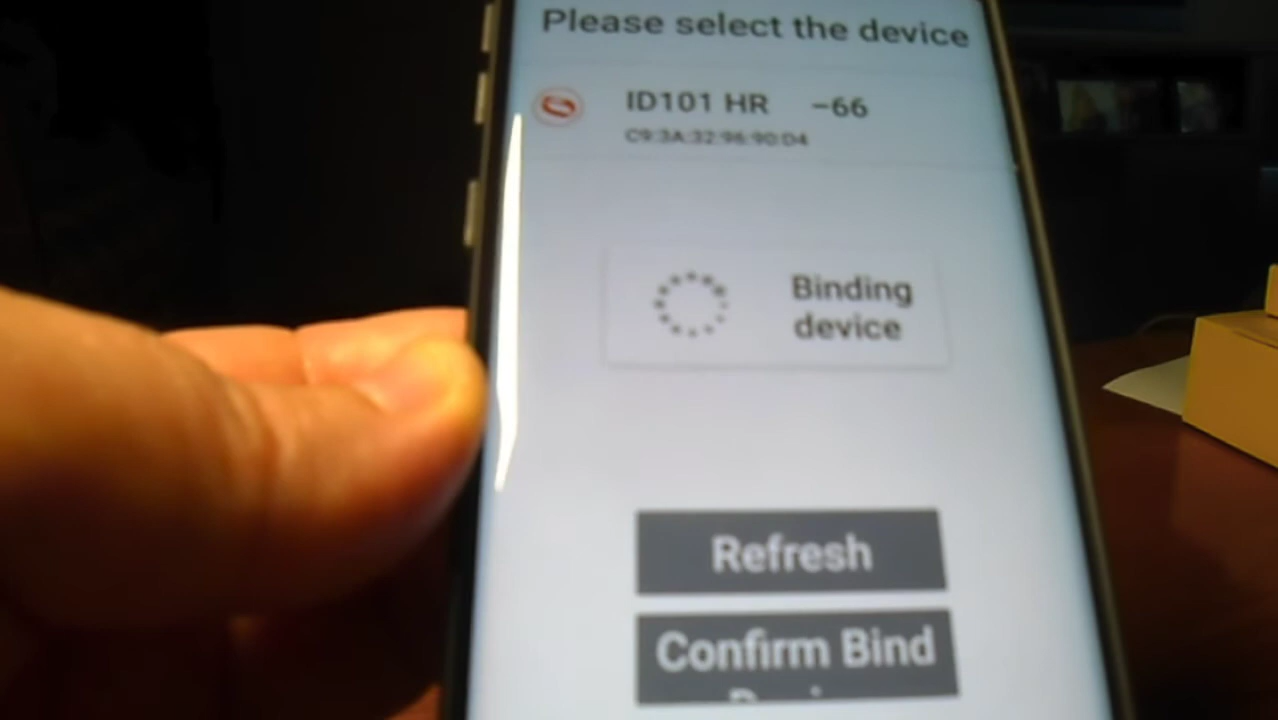 Please select the device
ID101 HR -66
C9:3A:32:96:90:D4
Binding
device
Refresh
Confirm Bind